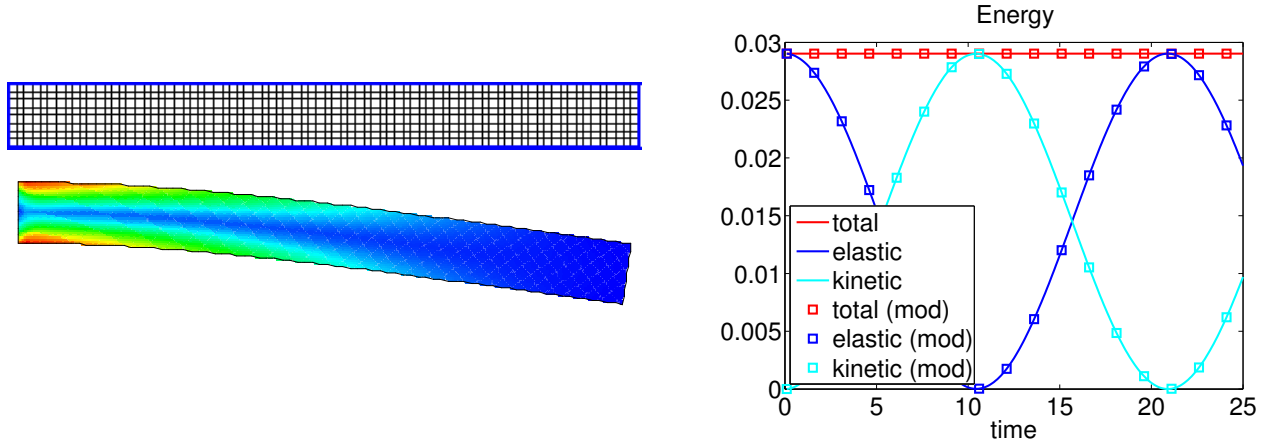 Energy
0.03
0.025
0.02
0.015
0.01
0.005
0
total
elastic
kinetic
total (mod)
elastic (mod)
kinetic (mod)
0 5 10 15 20 25
time